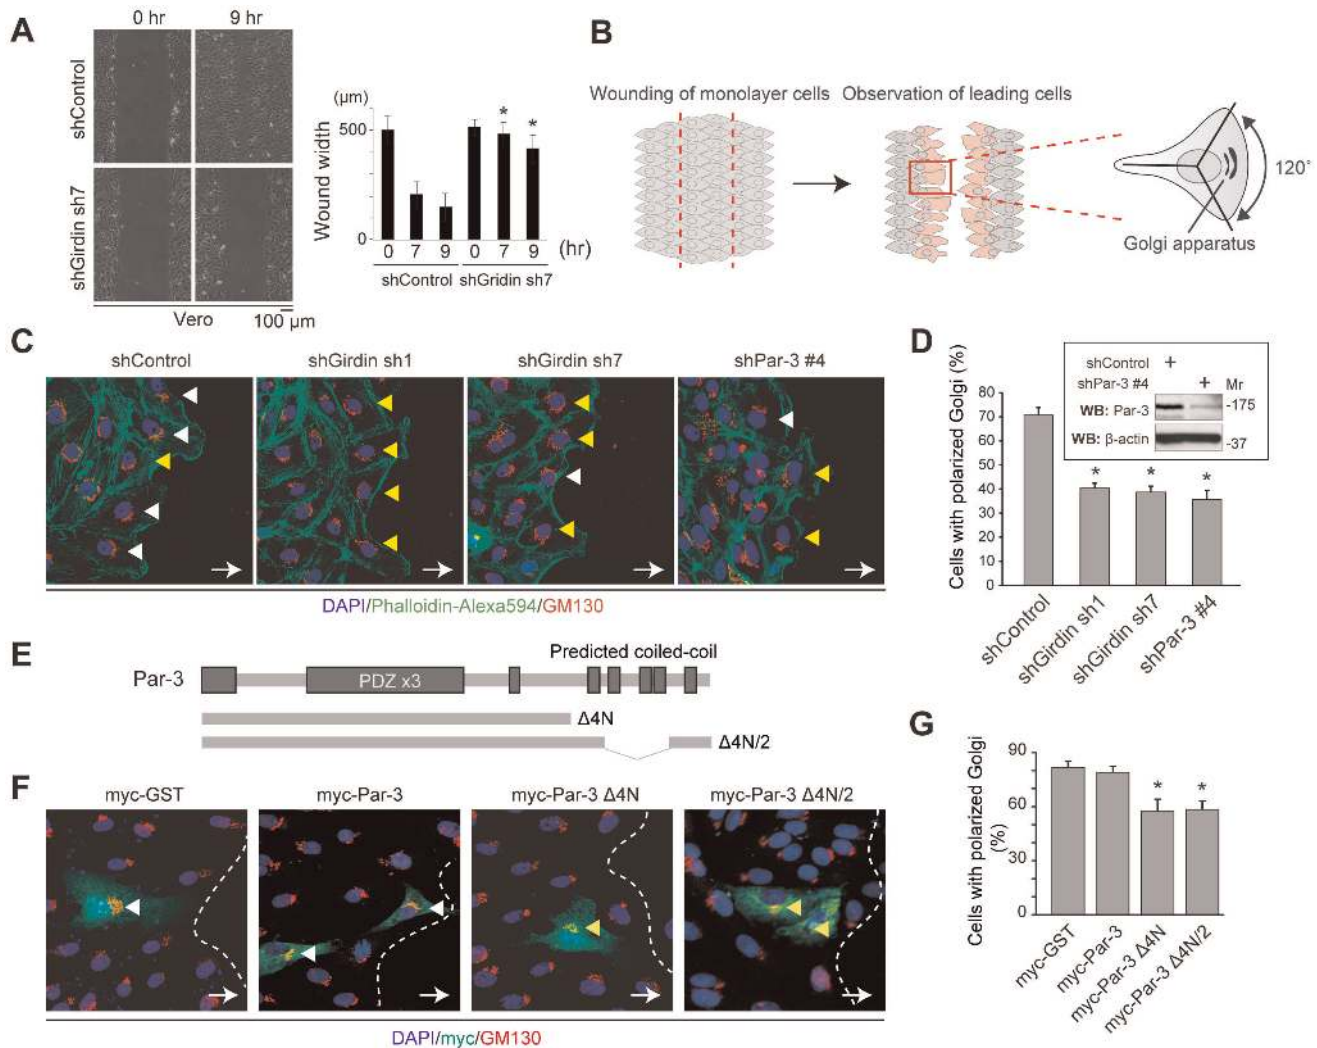 A
0 hr
9 hr
shControl
shGirdin sh7
Vero
100 µm
(µm)
500
0
Wound width
0 7 9 0 7 9 (hr)
* *
shControl shGridin sh7
B
Wounding of monolayer cells
Observation of leading cells
120°
Golgi apparatus
C
shControl
shGirdin sh1
shGirdin sh7
shPar-3 #4
DAPI/Phalloidin-Alexa594/GM130
D
Cells with polarized Golgi (%)
80
70
60
50
40
30
20
10
0
* * *
shControl
shGirdin sh1
shGirdin sh7
shPar-3 #4
shControl +
shPar-3 #4 + Mr
WB: Par-3 -175
WB: β-actin -37
E
Predicted coiled-coil
Par-3
PDZ x3
Δ4N
Δ4N/2
F
myc-GST
myc-Par-3
myc-Par-3 Δ4N
myc-Par-3 Δ4N/2
DAPI/myc/GM130
G
Cells with polarized Golgi
(%)
90
60
30
0
* *
myc-GST
myc-Par-3
myc-Par-3 Δ4N
myc-Par-3 Δ4N/2